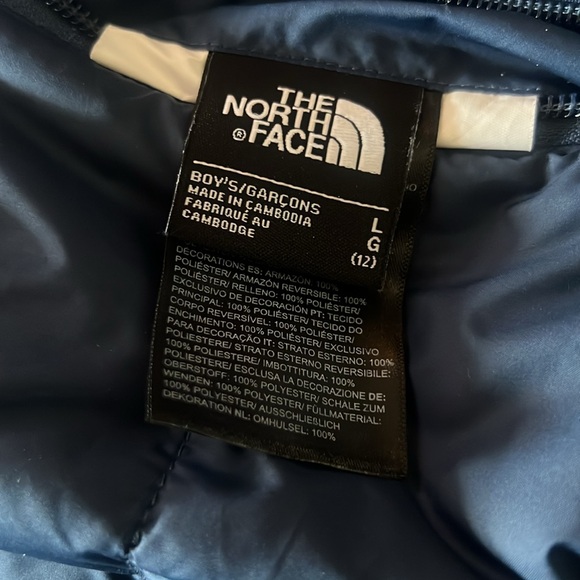 THE
NORTH
® FACE
BOY'S/GARÇONS
MADE IN CAMBODIA
FABRIQUÉ AU
CAMBODGE
L
G
(12)
DECORATIONS ES: ARMAZÓN: 100%
POLIÉSTER/ ARMAZÓN REVERSIBLE: 100%
POLIÉSTER/ RELLENO: 100% POLIÉSTER/
EXCLUSIVO DE DECORACIÓN PT: TECIDO
PRINCIPAL: 100% POLIÉSTER/ TECIDO DO
CORPO REVERSÍVEL: 100% POLIÉSTER/
ENCHIMENTO: 100% POLIÉSTER/ EXCLUSIVO
PARA DECORAÇÃO IT: STRATO ESTERNO: 100%
POLIESTERE/ STRATO ESTERNO REVERSIBILE:
100% POLIESTERE/ IMBOTTITURA: 100%
POLIESTERE/ ESCLUSA LA DECORAZIONE DE:
OBERSTOFF: 100% POLYESTER/ SCHALE ZUM
WENDEN: 100% POLYESTER/ FÜLLMATERIAL:
100% POLYESTER/ AUSSCHLIEßLICH
DEKORATION NL: OMHULSEL: 100%